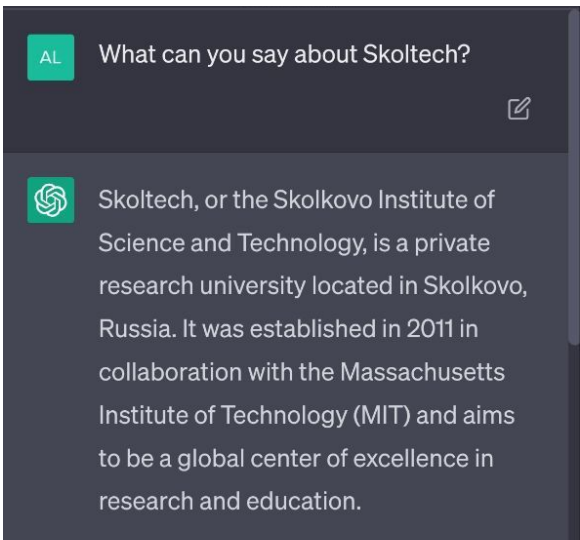 AL
What can you say about Skoltech?
Skoltech, or the Skolkovo Institute of
Science and Technology, is a private
research university located in Skolkovo,
Russia. It was established in 2011 in
collaboration with the Massachusetts
Institute of Technology (MIT) and aims
to be a global center of excellence in
research and education.